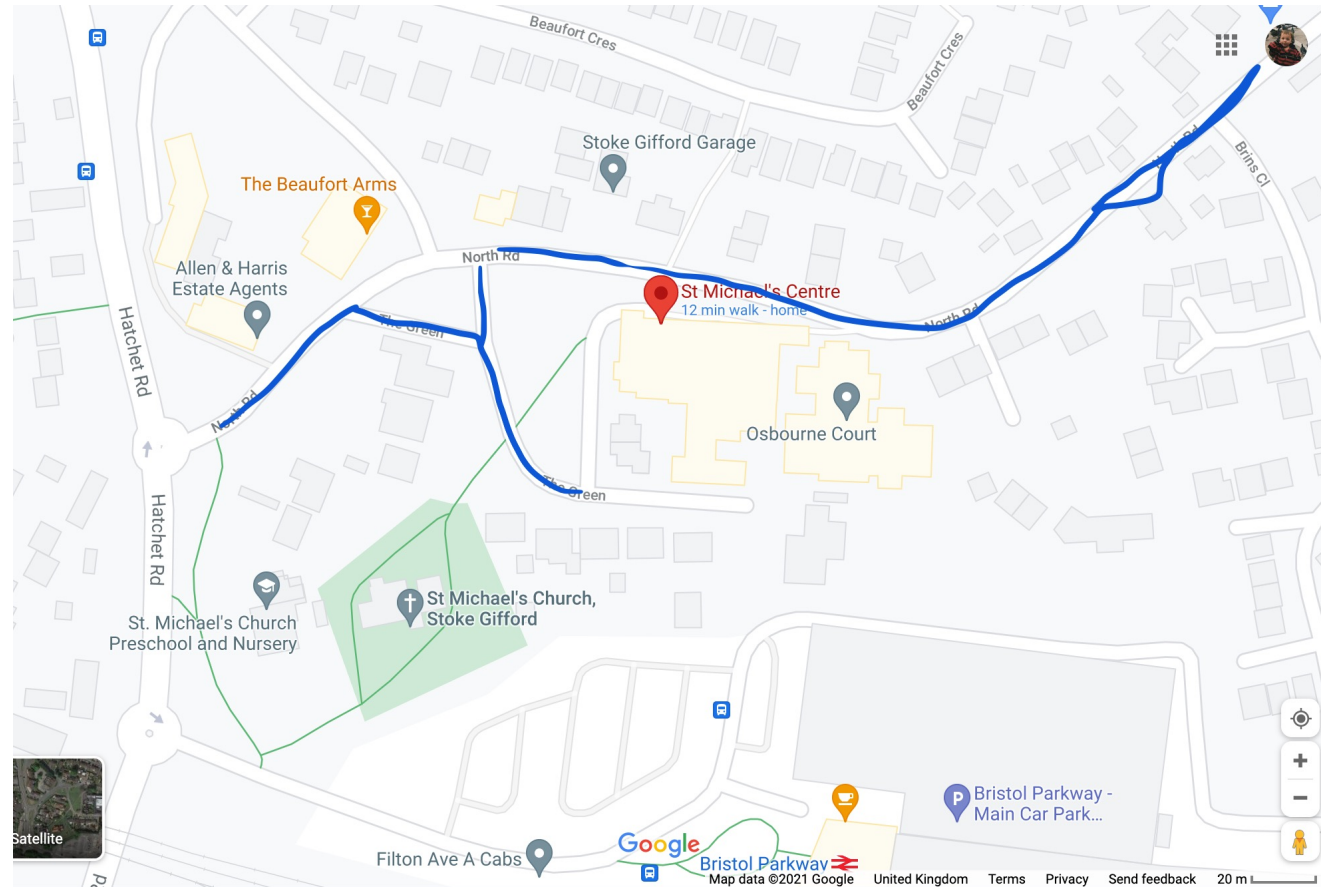 Beaufort Cres
Beaufort Cres
Stoke Gifford Garage
North Rd
Brins Cl
The Beaufort Arms
North Rd
Allen & Harris
Estate Agents
St Michael's Centre
12 min walk - home
Hatchet Rd
The Green
North Rd
North Rd
Osbourne Court
The Green
Hatchet Rd
St Michael's Church,
Stoke Gifford
St. Michael's Church
Preschool and Nursery
P
Bristol Parkway -
Main Car Park...
Satellite
Filton Ave A Cabs
Google
Bristol Parkway
Map data ©2021 Google United Kingdom Terms Privacy Send feedback 20 m